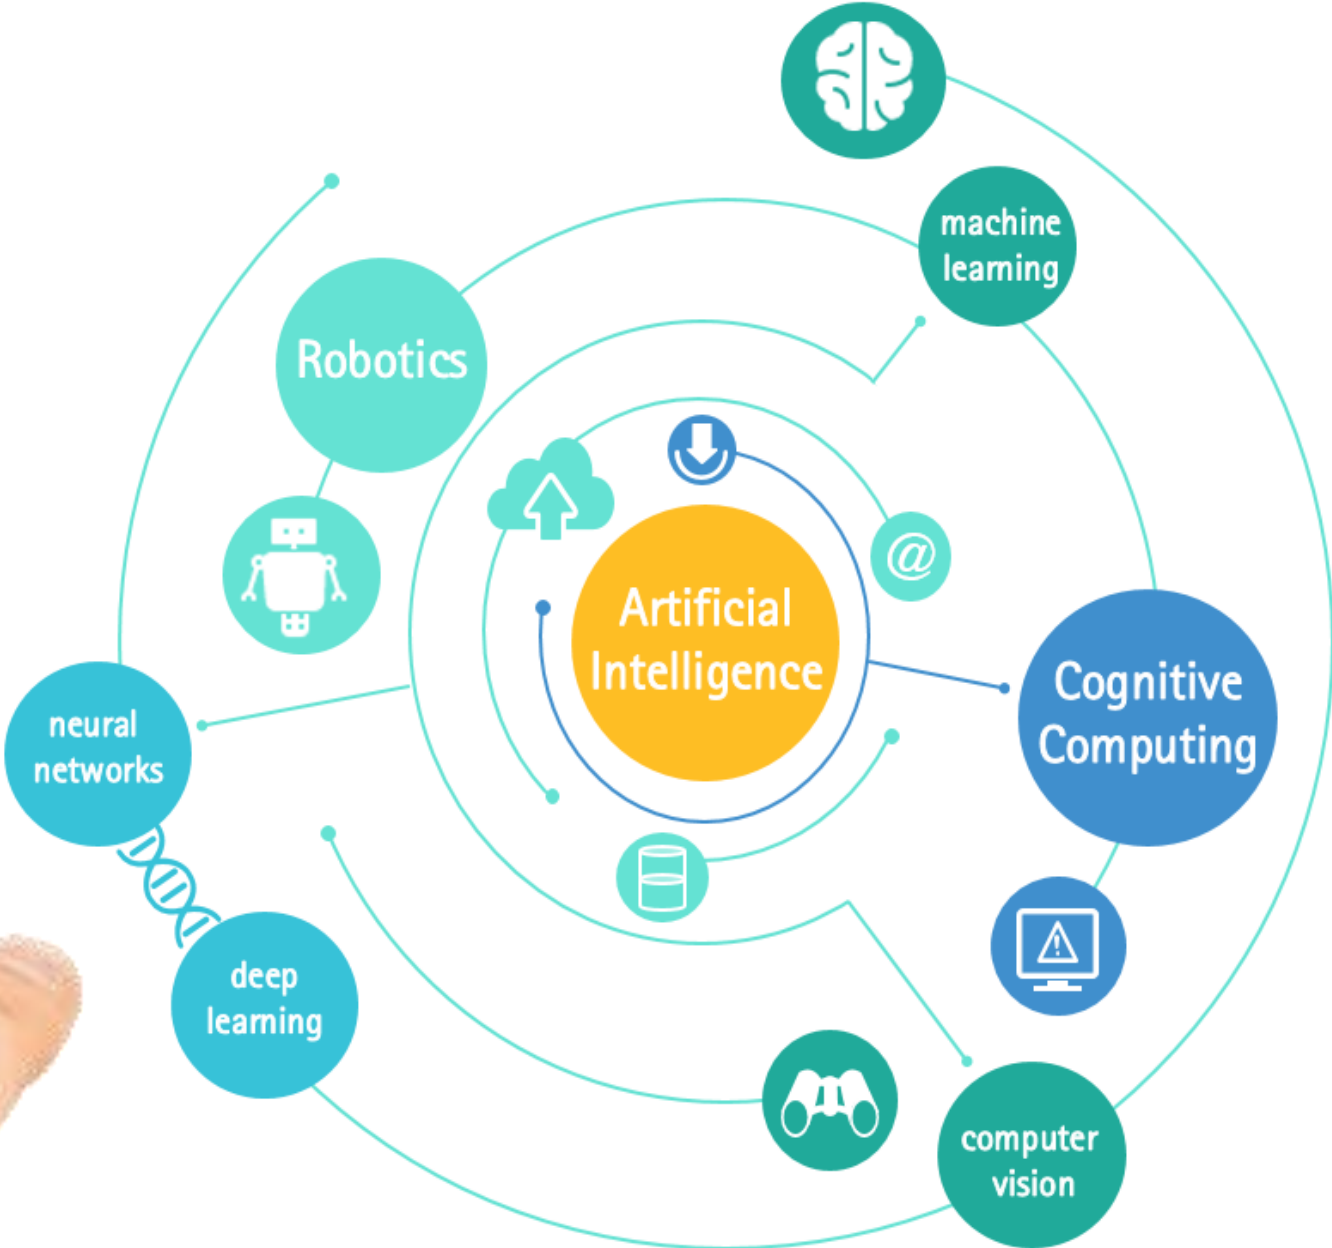 machine
learning
Robotics
@
Artificial
Intelligence
Cognitive
Computing
neural
networks
!
deep
learning
computer
vision